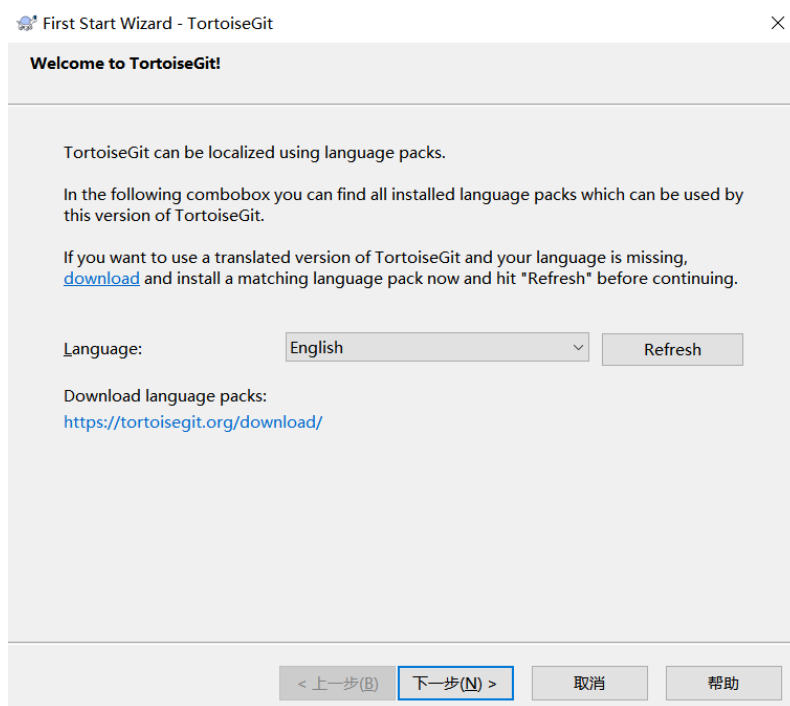 First Start Wizard - TortoiseGit
Welcome to TortoiseGit!
TortoiseGit can be localized using language packs.
In the following combobox you can find all installed language packs which can be used by
this version of TortoiseGit.
If you want to use a translated version of TortoiseGit and your language is missing,
download and install a matching language pack now and hit "Refresh" before continuing.
Language: English Refresh
Download language packs:
https://tortoisegit.org/download/
< 上一步(B) 下一步(N) > 取消 帮助